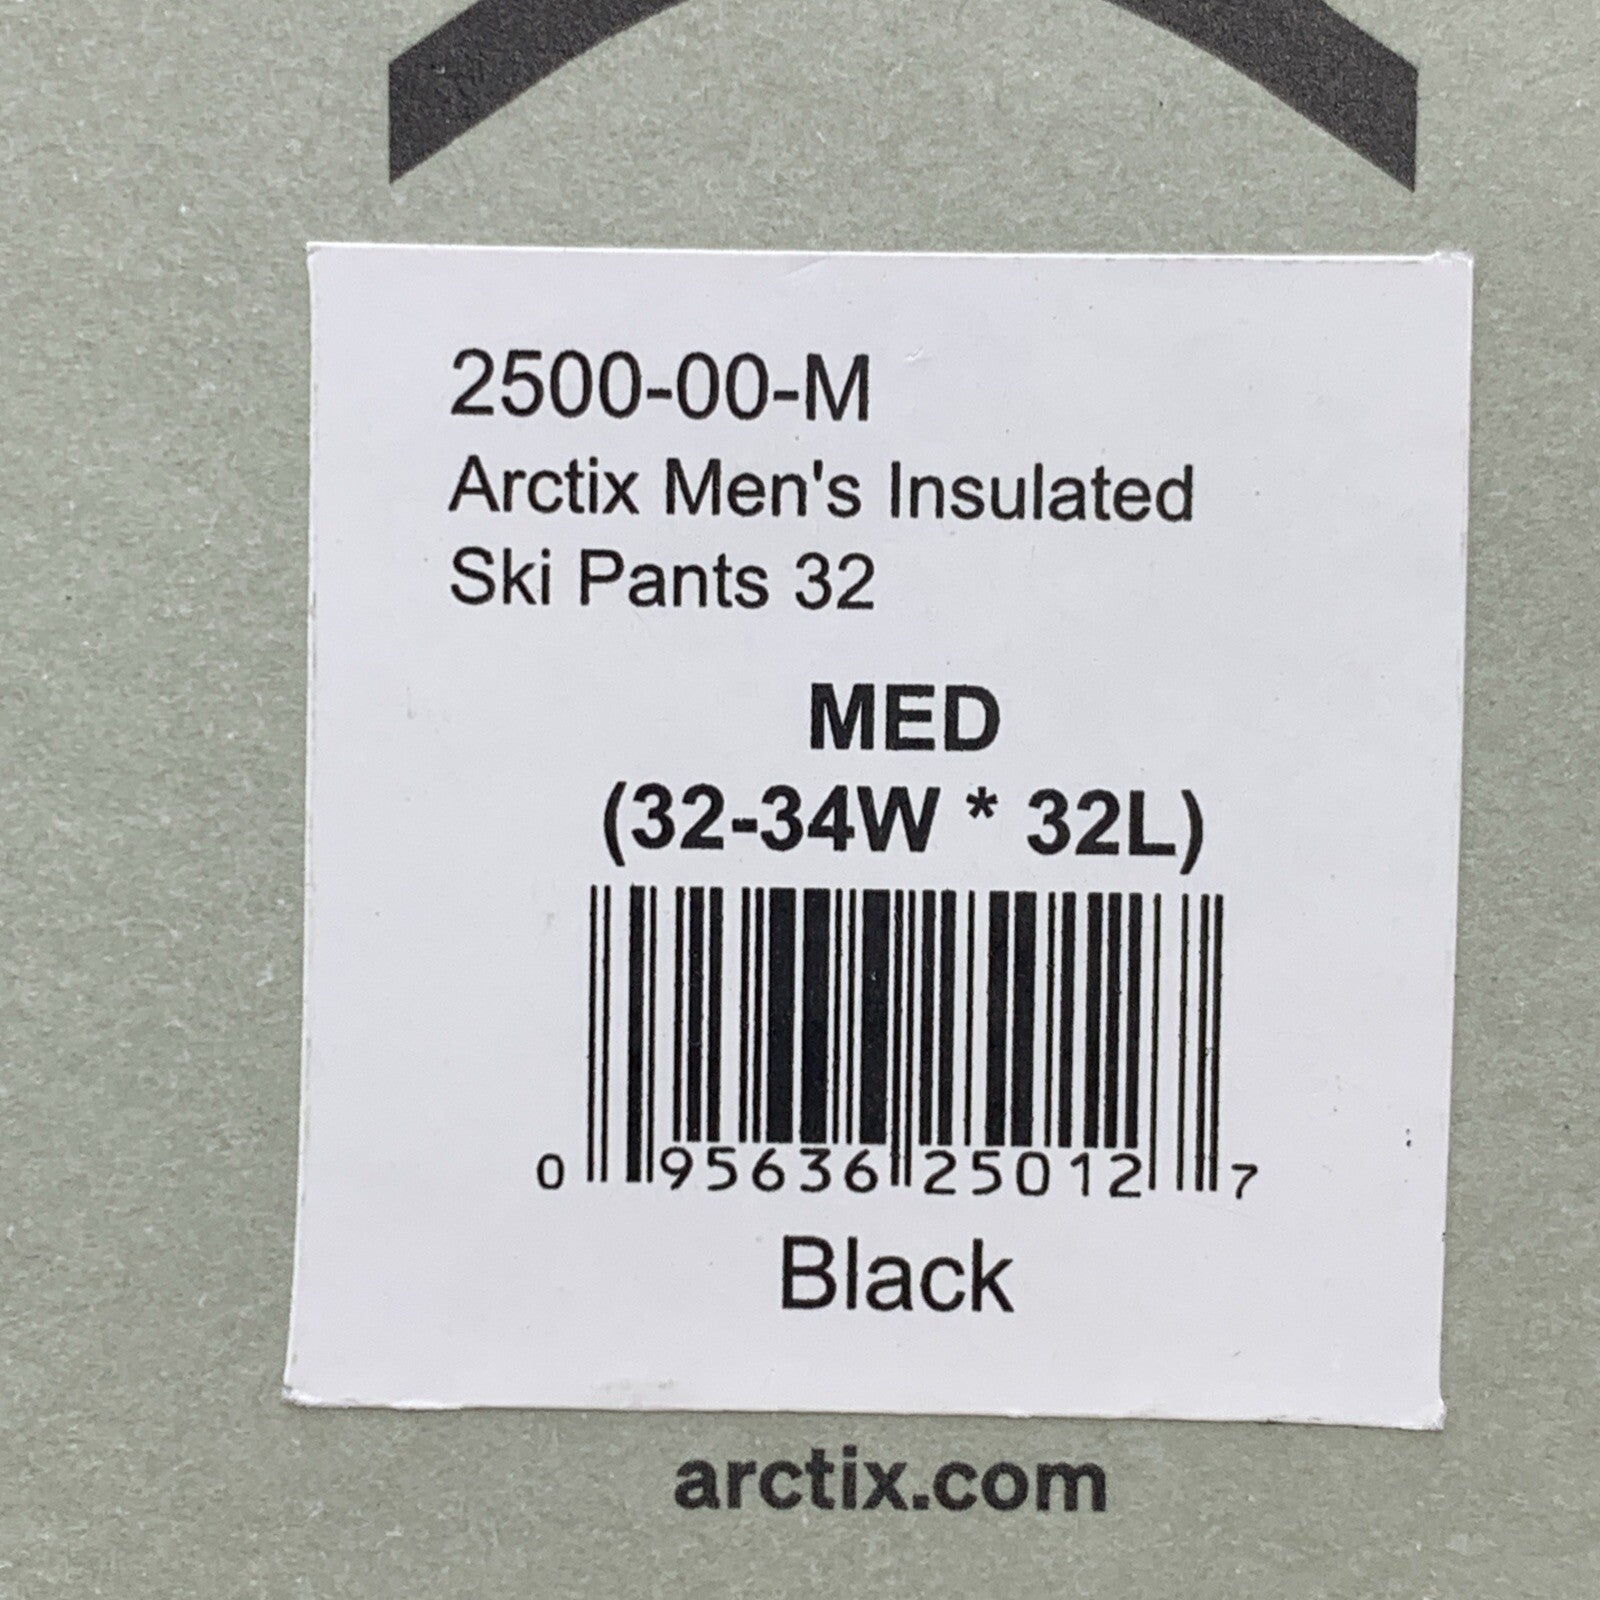 2500-00-M
Arctix Men's Insulated
Ski Pants 32
MED
(32-34W * 32L)
0 95636 25012 7
Black
arctix.com